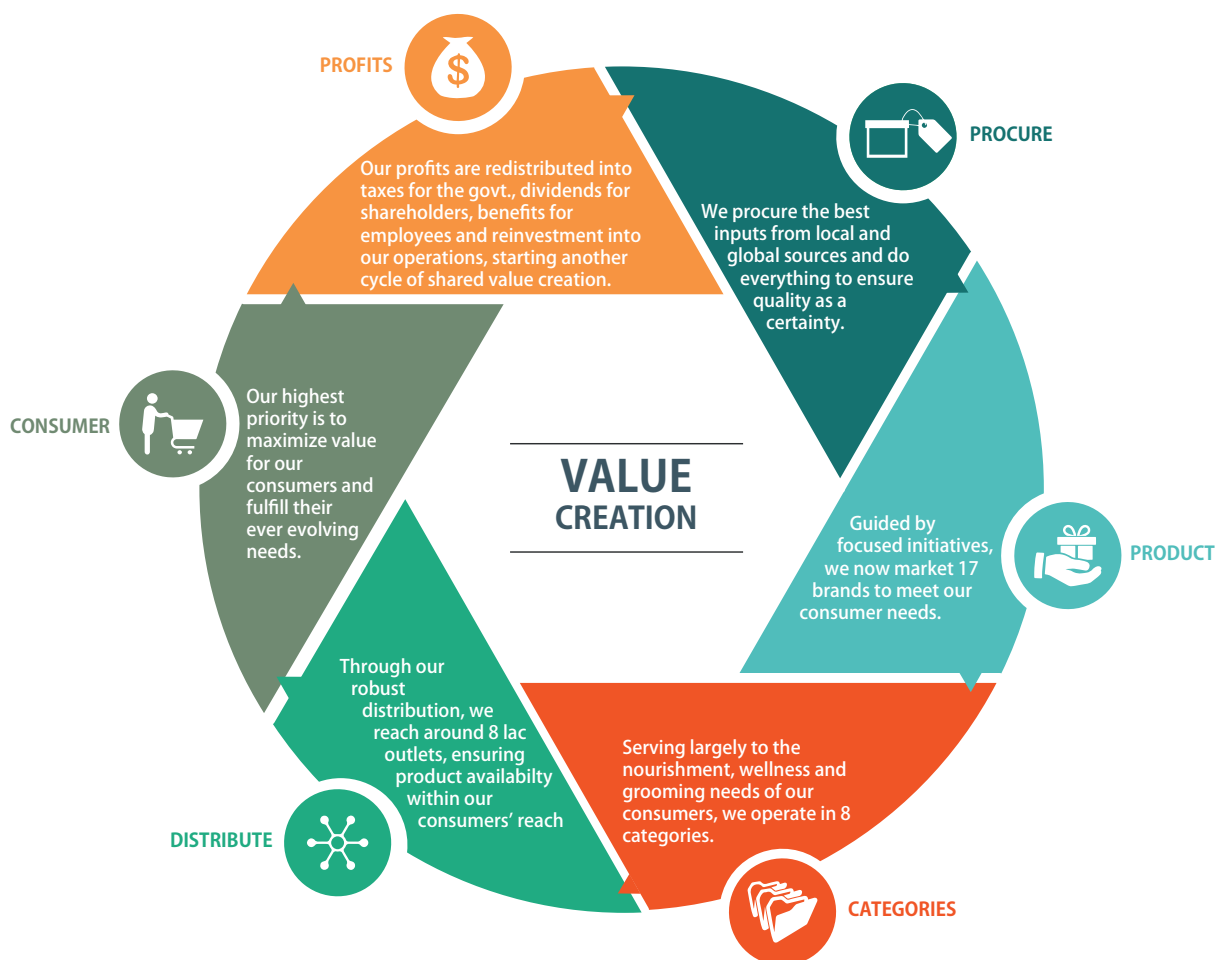 PROFITS
$
Our profits are redistributed into
taxes for the govt., dividends for
shareholders, benefits for
employees and reinvestment into
our operations, starting another
cycle of shared value creation.
PROCURE
We procure the best
inputs from local and
global sources and do
everything to ensure
quality as a
certainty.
PRODUCT
Guided by
focused initiatives,
we now market 17
brands to meet our
consumer needs.
CATEGORIES
Serving largely to the
nourishment, wellness and
grooming needs of our
consumers, we operate in 8
categories.
DISTRIBUTE
Through our
robust
distribution, we
reach around 8 lac
outlets, ensuring
product availabilty
within our
consumers’ reach
CONSUMER
Our highest
priority is to
maximize value
for our
consumers and
fulfill their
ever evolving
needs.
VALUE
CREATION